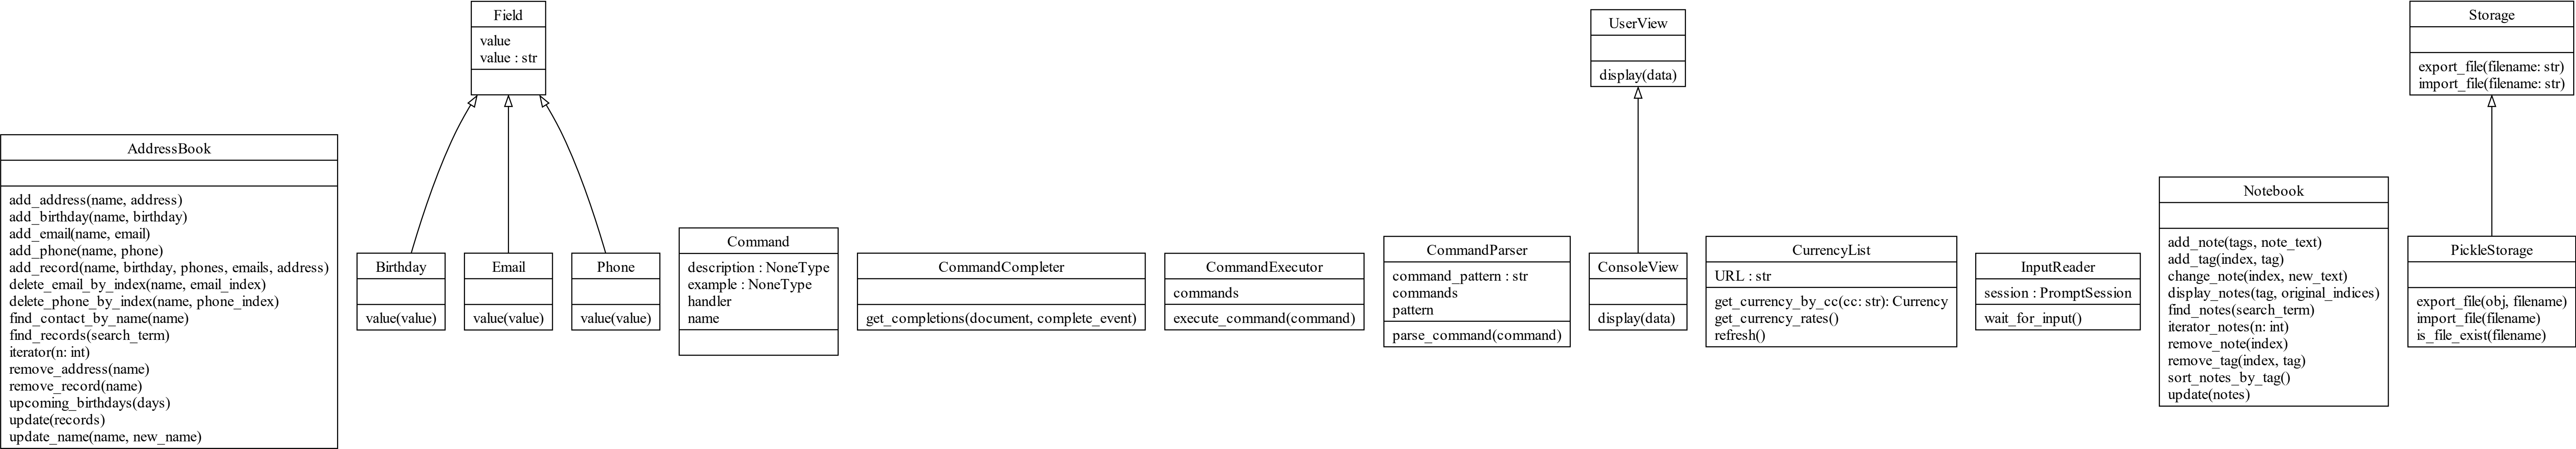 Field
value
value : str
UserView
display(data)
Storage
export_file(filename: str)
import_file(filename: str)
AddressBook
add_address(name, address)
add_birthday(name, birthday)
add_email(name, email)
add_phone(name, phone)
add_record(name, birthday, phones, emails, address)
delete_email_by_index(name, email_index)
delete_phone_by_index(name, phone_index)
find_contact_by_name(name)
find_records(search_term)
iterator(n: int)
remove_address(name)
remove_record(name)
upcoming_birthdays(days)
update(records)
update_name(name, new_name)
Birthday
value(value)
Email
value(value)
Phone
value(value)
Command
description : NoneType
example : NoneType
handler
name
CommandCompleter
get_completions(document, complete_event)
CommandExecutor
commands
execute_command(command)
CommandParser
command_pattern : str
commands
pattern
parse_command(command)
ConsoleView
display(data)
CurrencyList
URL : str
get_currency_by_cc(cc: str): Currency
get_currency_rates()
refresh()
InputReader
session : PromptSession
wait_for_input()
Notebook
add_note(tags, note_text)
add_tag(index, tag)
change_note(index, new_text)
display_notes(tag, original_indices)
find_notes(search_term)
iterator_notes(n: int)
remove_note(index)
remove_tag(index, tag)
sort_notes_by_tag()
update(notes)
PickleStorage
export_file(obj, filename)
import_file(filename)
is_file_exist(filename)